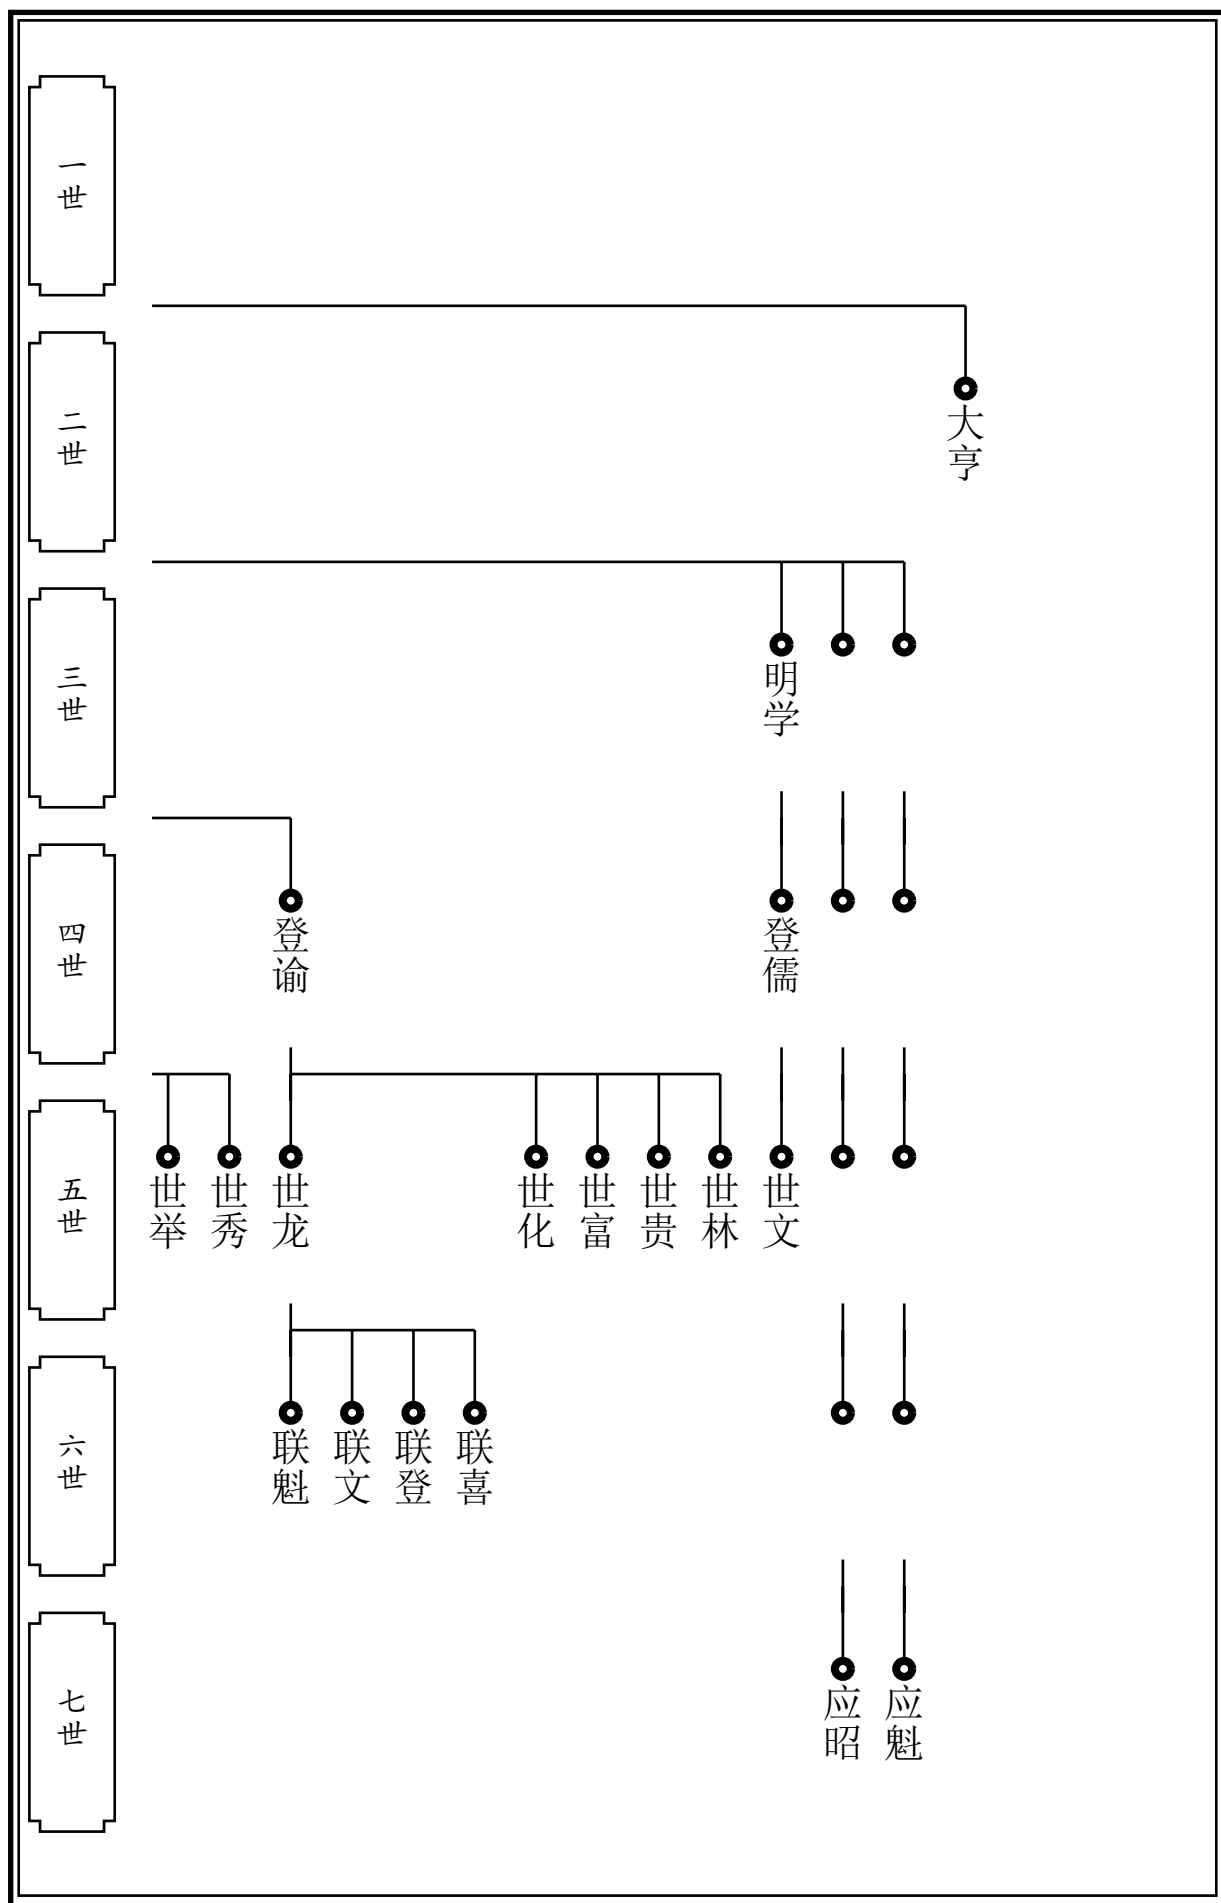 一世
二世
三世
四世
五世
六世
七世
大亨
明学
登谕
登儒
世举
世秀
世龙
世化
世富
世贵
世林
世文
联魁
联文
联登
联喜
应昭
应魁